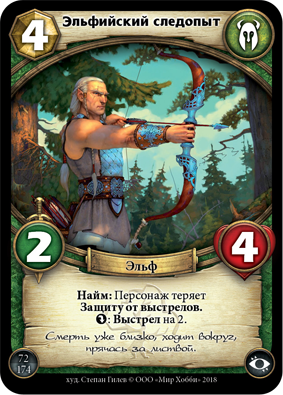 Эльфийский следопыт
4
2
4
Эльф
Найм: Персонаж теряет
Защиту от выстрелов.
: Выстрел на 2.
Смерть уже близко, ходит вокруг,
прячась за листвой.
72
174
худ. Степан Гилев © ООО «Мир Хобби» 2018